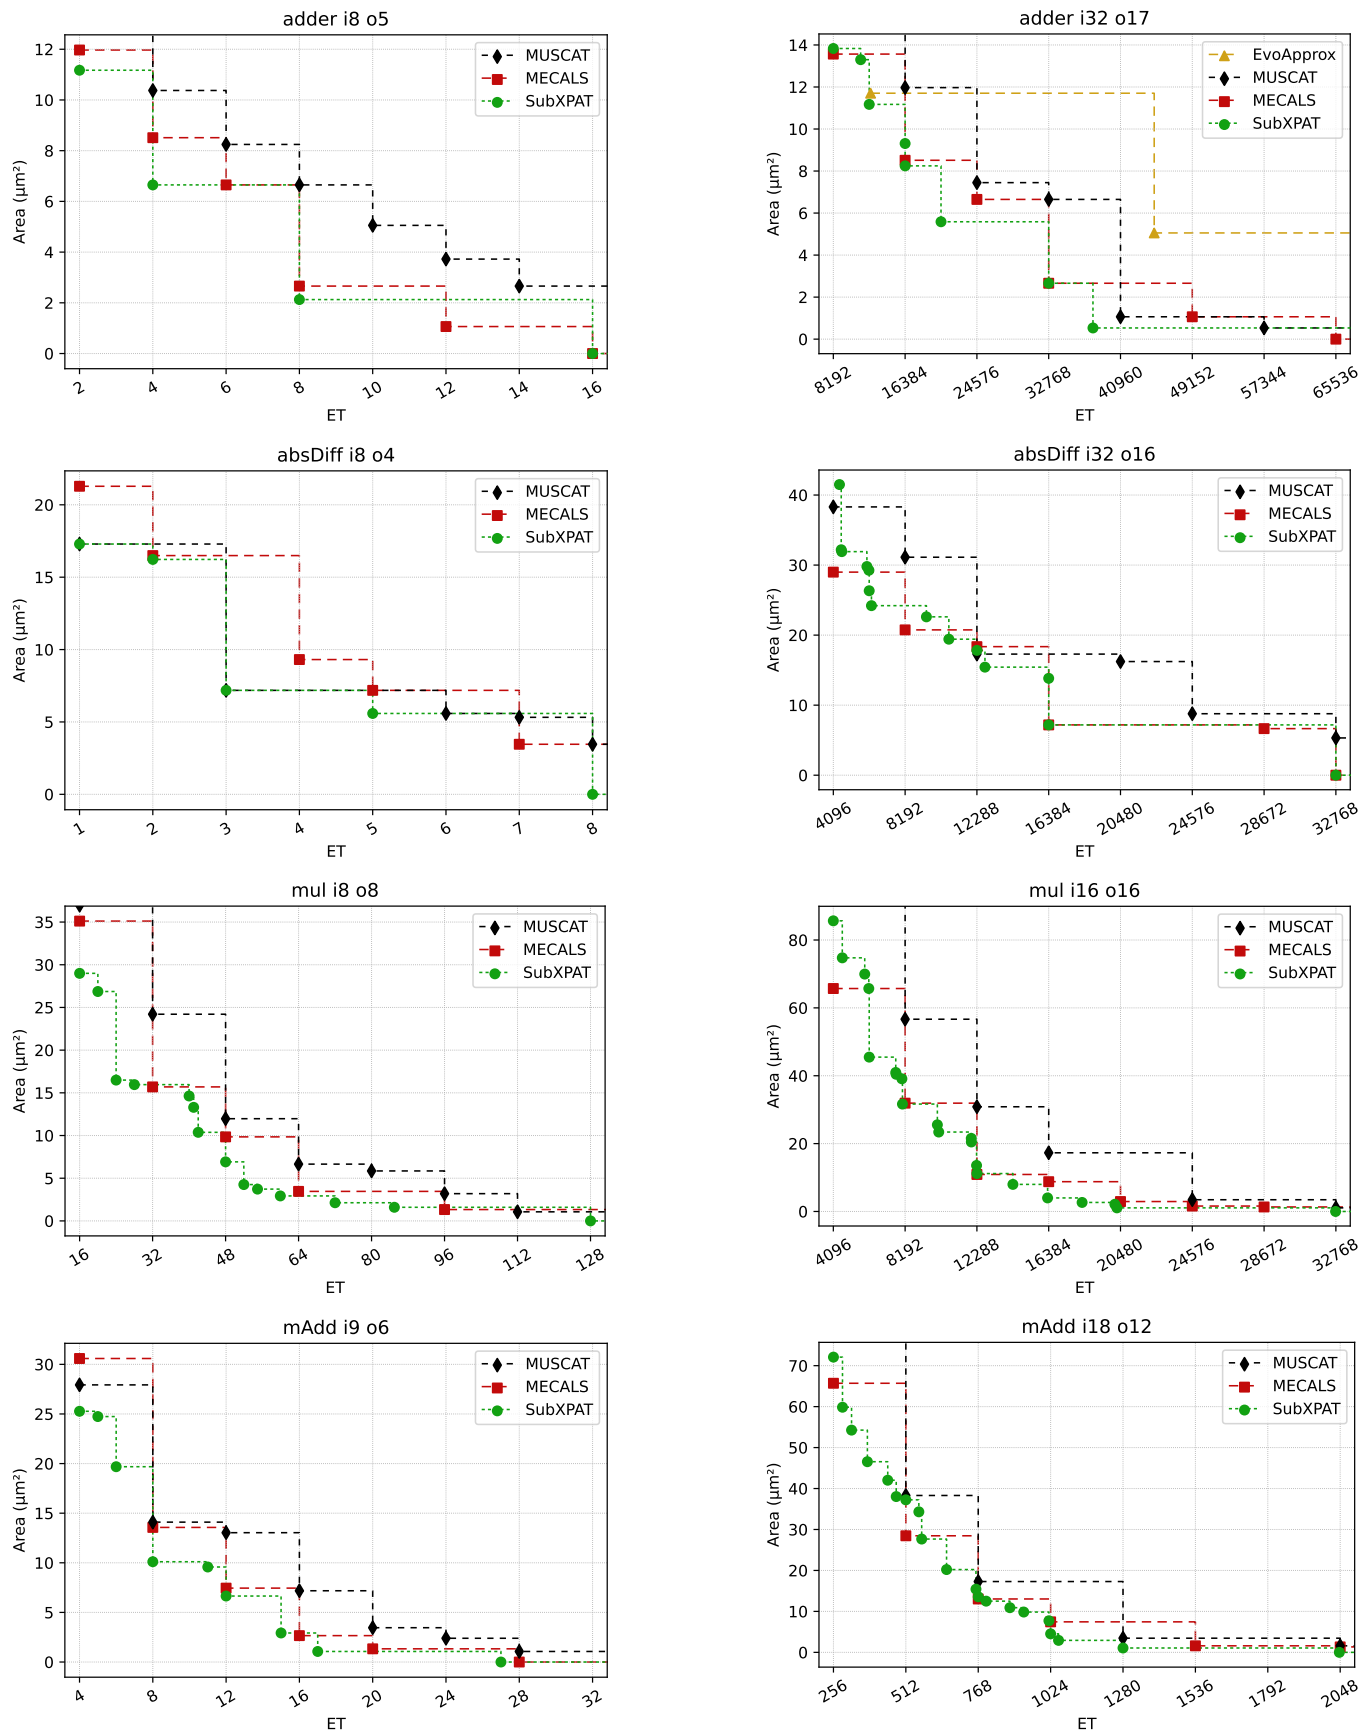 adder i8 o5
12
10
8
6
4
2
0
Area (μm²)
MUSCAT
MECALS
SubXPAT
2 4 6 8 10 12 14 16
ET
adder i32 o17
14
12
10
8
6
4
2
0
Area (μm²)
EvoApprox
MUSCAT
MECALS
SubXPAT
8192 16384 24576 32768 40960 49152 57344 65536
ET
absDiff i8 o4
20
15
10
5
0
Area (μm²)
MUSCAT
MECALS
SubXPAT
1 2 3 4 5 6 7 8
ET
absDiff i32 o16
40
30
20
10
0
Area (μm²)
MUSCAT
MECALS
SubXPAT
4096 8192 12288 16384 20480 24576 28672 32768
ET
mul i8 o8
35
30
25
20
15
10
5
0
Area (μm²)
MUSCAT
MECALS
SubXPAT
16 32 48 64 80 96 112 128
ET
mul i16 o16
80
60
40
20
0
Area (μm²)
MUSCAT
MECALS
SubXPAT
4096 8192 12288 16384 20480 24576 28672 32768
ET
mAdd i9 o6
30
25
20
15
10
5
0
Area (μm²)
MUSCAT
MECALS
SubXPAT
4 8 12 16 20 24 28 32
ET
mAdd i18 o12
70
60
50
40
30
20
10
0
Area (μm²)
MUSCAT
MECALS
SubXPAT
256 512 768 1024 1280 1536 1792 2048
ET